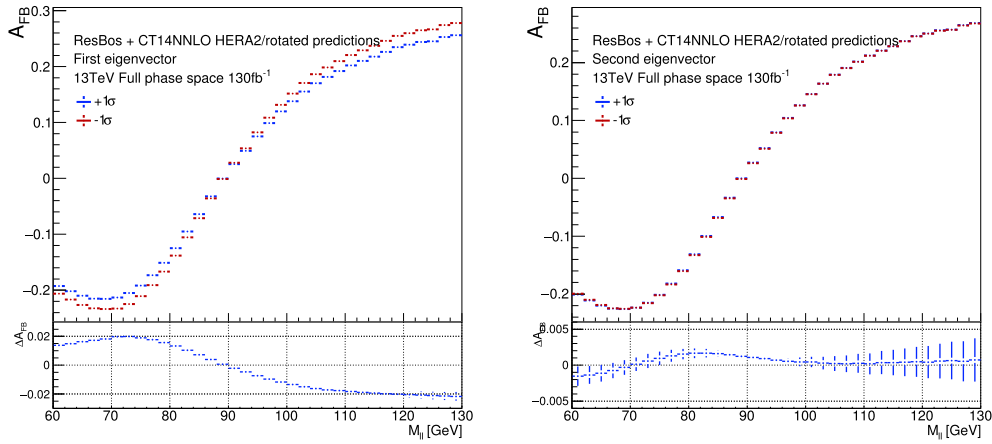 A_FB
0.3
0.2
0.1
0
−0.1
−0.2
ResBos + CT14NNLO HERA2/rotated predictions
First eigenvector
13TeV Full phase space 130fb⁻¹
+1σ
-1σ
ΔA_FB
0.02
0
−0.02
60 70 80 90 100 110 120 130
M_ll [GeV]
A_FB
0.2
0.1
0
−0.1
−0.2
ResBos + CT14NNLO HERA2/rotated predictions
Second eigenvector
13TeV Full phase space 130fb⁻¹
+1σ
-1σ
ΔA_FB
0.005
0.000
−0.005
60 70 80 90 100 110 120 130
M_ll [GeV]